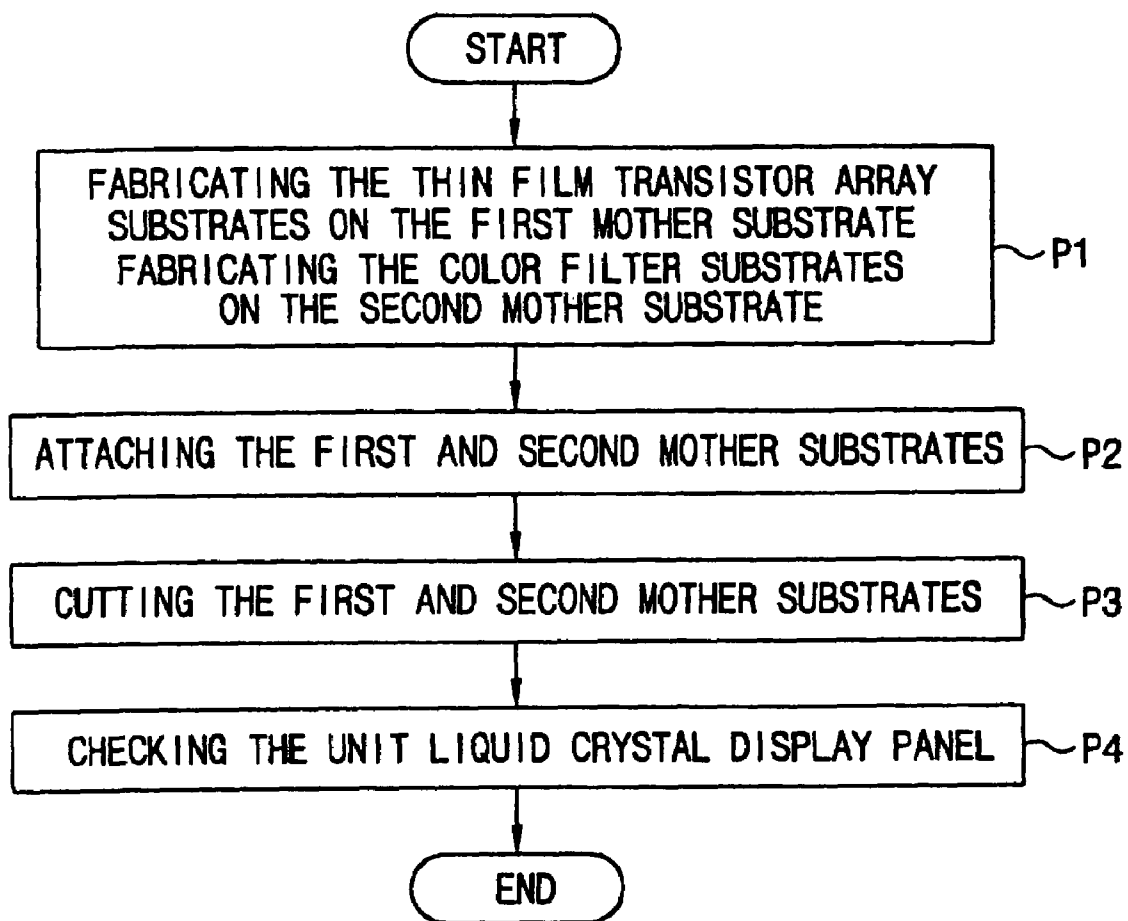 START
FABRICATING THE THIN FILM TRANSISTOR ARRAY
SUBSTRATES ON THE FIRST MOTHER SUBSTRATE
FABRICATING THE COLOR FILTER SUBSTRATES
ON THE SECOND MOTHER SUBSTRATE
P1
ATTACHING THE FIRST AND SECOND MOTHER SUBSTRATES
P2
CUTTING THE FIRST AND SECOND MOTHER SUBSTRATES
P3
CHECKING THE UNIT LIQUID CRYSTAL DISPLAY PANEL
P4
END